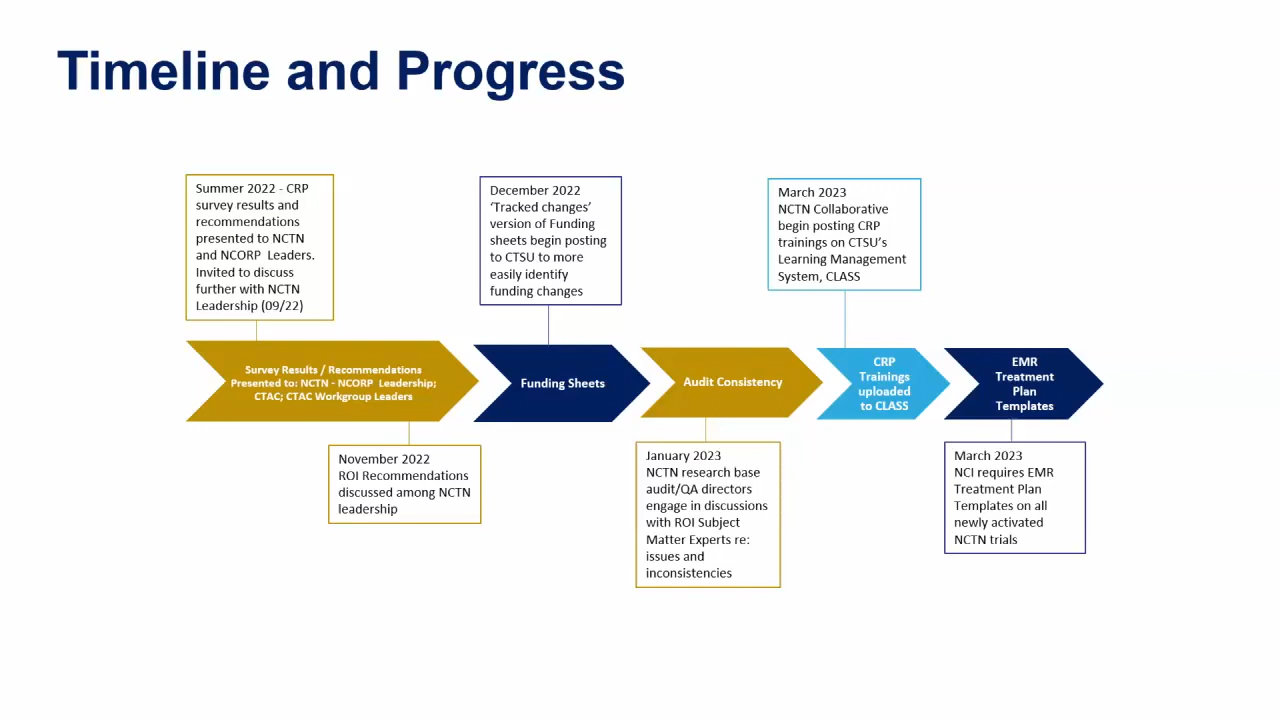 Timeline and Progress
Summer 2022 - CRP
survey results and
recommendations
presented to NCTN
and NCORP  Leaders.
Invited to discuss
further with NCTN
Leadership (09/22)
December 2022
‘Tracked changes’
version of Funding
sheets begin posting
to CTSU to more
easily identify
funding changes
March 2023
NCTN Collaborative
begin posting CRP
trainings on CTSU’s
Learning Management
System, CLASS
Survey Results / Recommendations
Presented to: NCTN - NCORP  Leadership;
CTAC; CTAC Workgroup Leaders
Funding Sheets
Audit Consistency
CRP
Trainings
uploaded
to CLASS
EMR
Treatment
Plan
Templates
November 2022
ROI Recommendations
discussed among NCTN
leadership
January 2023
NCTN research base
audit/QA directors
engage in discussions
with ROI Subject
Matter Experts re:
issues and
inconsistencies
March 2023
NCI requires EMR
Treatment Plan
Templates on all
newly activated
NCTN trials